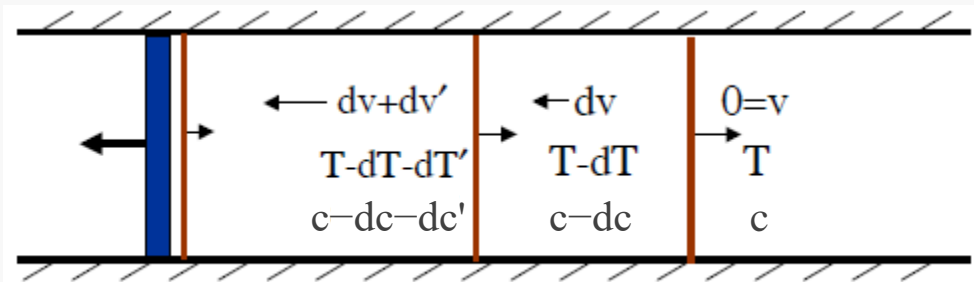 dv+dv′ dv 0=v
T-dT-dT′ T-dT T
c−dc−dc' c−dc c